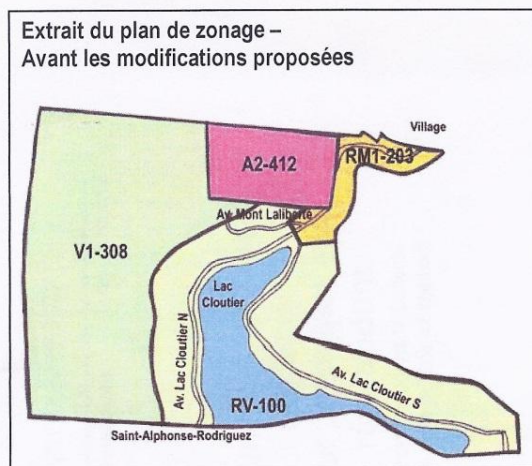 Extrait du plan de zonage –
Avant les modifications proposées
Village
RM1-203
A2-412
Av. Mont Laliberté
V1-308
Lac
Cloutier
Av. Lac Cloutier N
Av. Lac Cloutier S
RV-100
Saint-Alphonse-Rodriguez